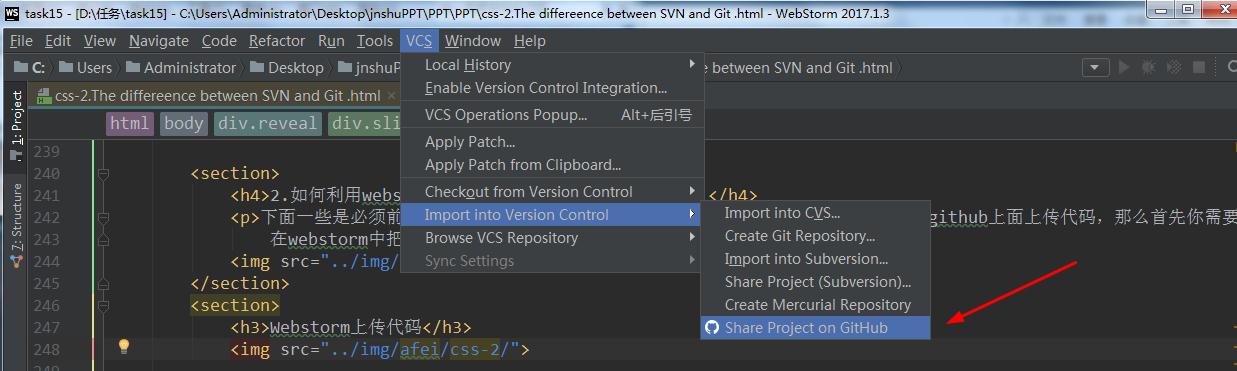 WS task15 - [D:\任务\task15] - C:\Users\Administrator\Desktop\jnshuPPT\PPT\PPT\css-2.The differeence between SVN and Git .html - WebStorm 2017.1.3
File Edit View Navigate Code Refactor Run Tools VCS Window Help
C: Users Administrator Desktop jnshuP e between SVN and Git .html
css-2.The differeence between SVN and Git .html
html body div.reveal div.sli
1: Project
7: Structure
Local History
Enable Version Control Integration...
VCS Operations Popup... Alt+后引号
Apply Patch...
Apply Patch from Clipboard...
Checkout from Version Control
Import into Version Control
Browse VCS Repository
Sync Settings
Import into CVS...
Create Git Repository...
Import into Subversion...
Share Project (Subversion)...
Create Mercurial Repository
Share Project on GitHub
239
240 <section>
241 <h4>2.如何利用webs </h4>
242 <p>下面一些是必须前 github上面上传代码，那么首先你需要
243 在webstorm中把
244 <img src="../img/
245 </section>
246 <section>
247 <h3>Webstorm上传代码</h3>
248 <img src="../img/afei/css-2/">